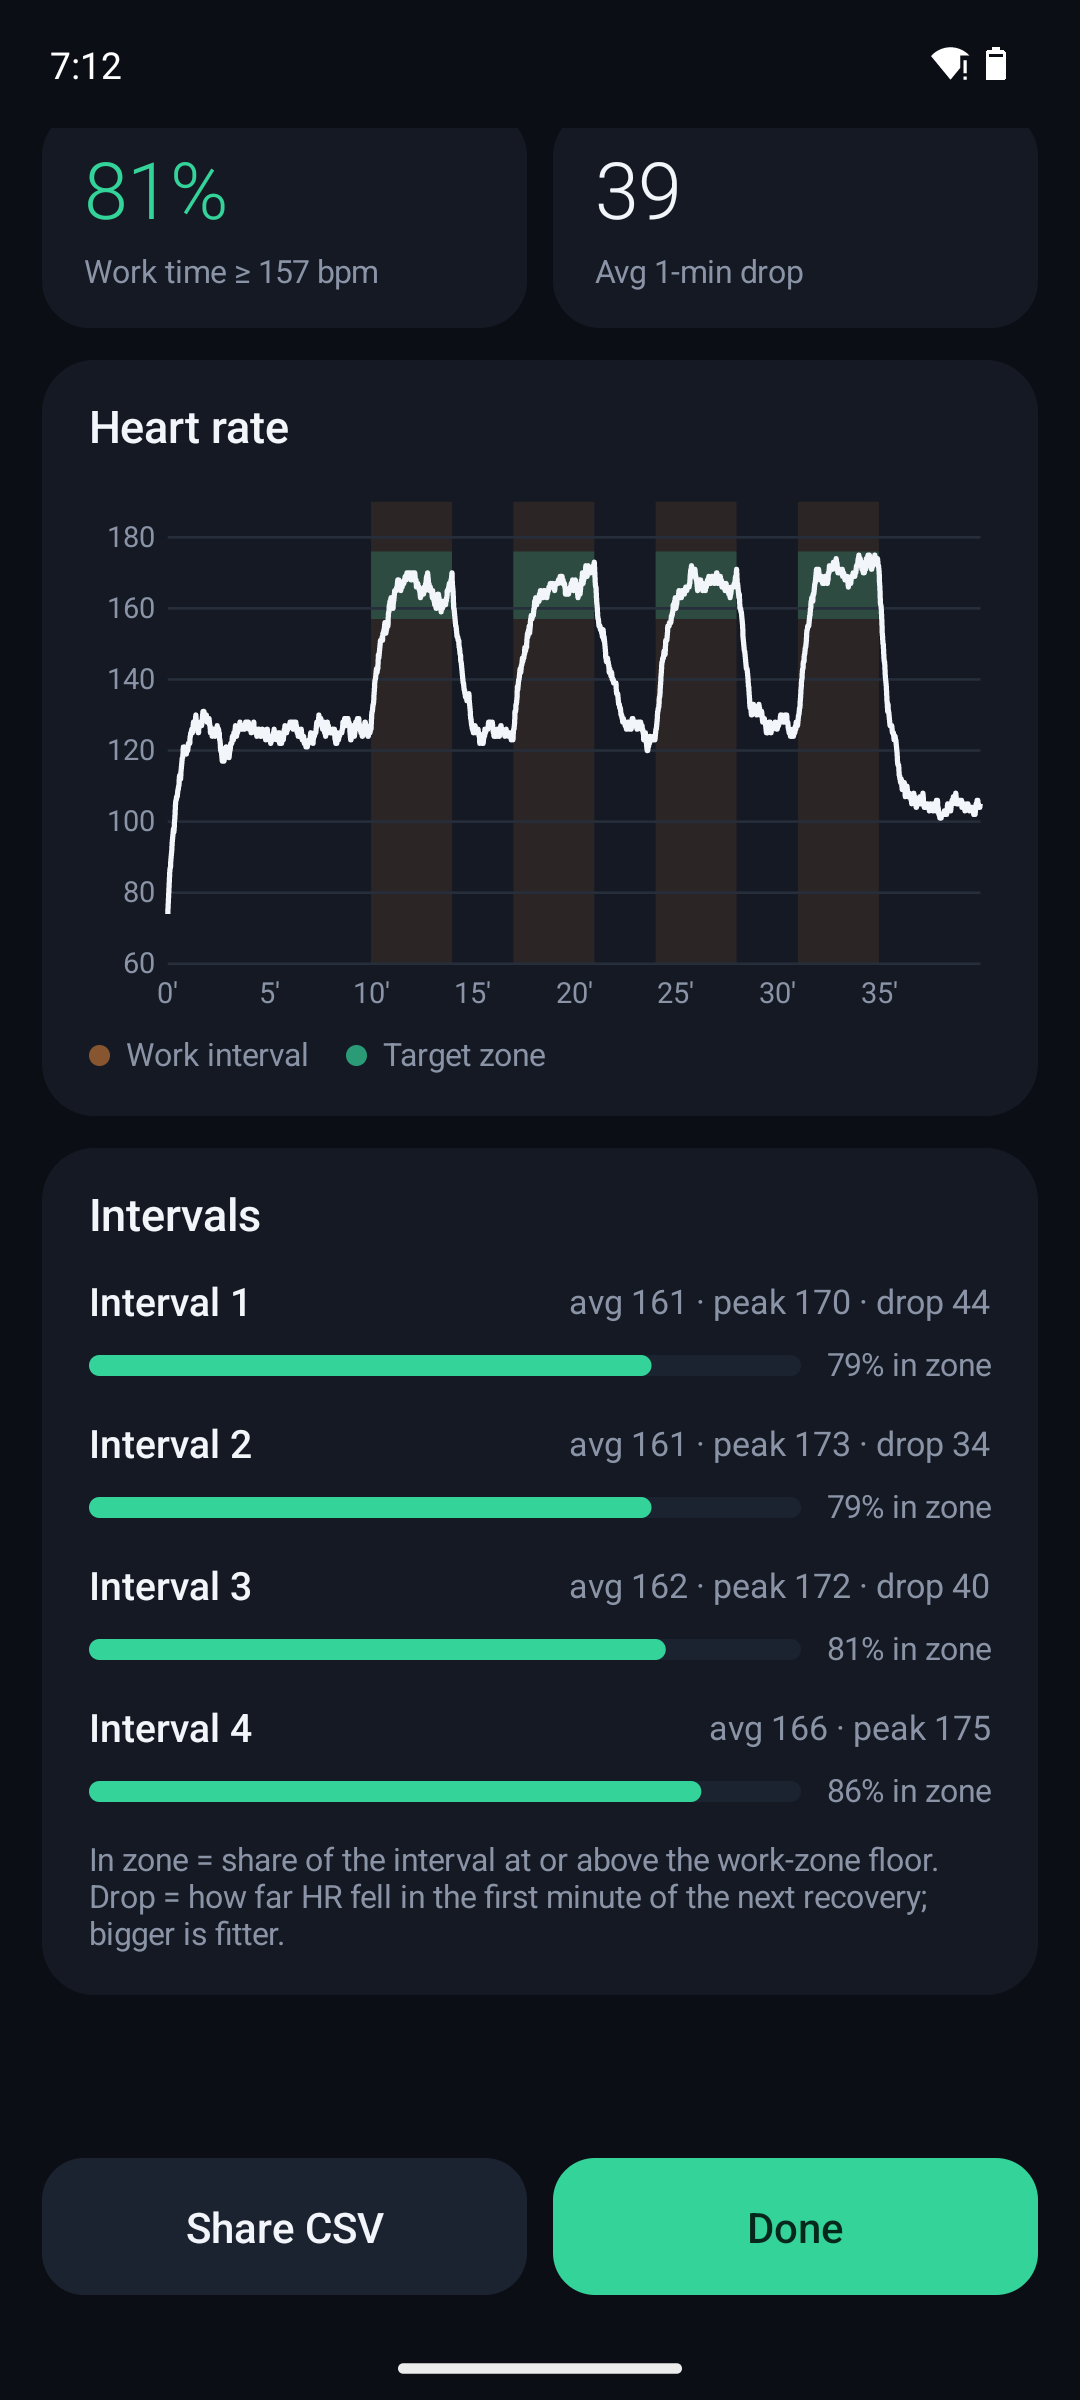 7:12
81%
Work time ≥ 157 bpm
39
Avg 1-min drop
Heart rate
180
160
140
120
100
80
60
0' 5' 10' 15' 20' 25' 30' 35'
Work interval Target zone
Intervals
Interval 1 avg 161 · peak 170 · drop 44
79% in zone
Interval 2 avg 161 · peak 173 · drop 34
79% in zone
Interval 3 avg 162 · peak 172 · drop 40
81% in zone
Interval 4 avg 166 · peak 175
86% in zone
In zone = share of the interval at or above the work-zone floor.
Drop = how far HR fell in the first minute of the next recovery;
bigger is fitter.
Share CSV Done